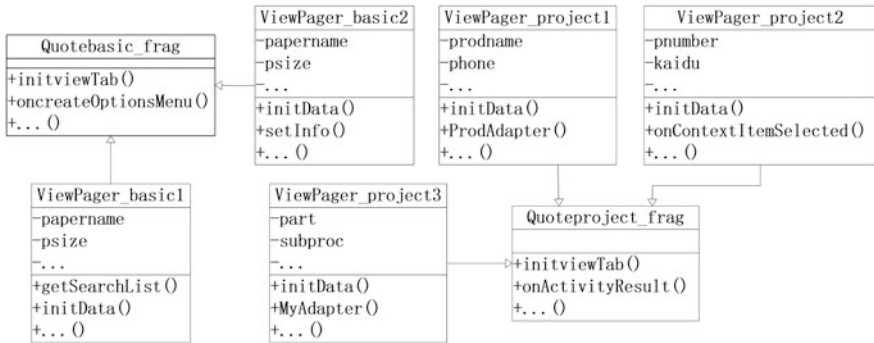 Quotebasic_frag
+initviewTab()
+oncreateOptionsMenu()
+...()
ViewPager_basic2
-papername
-psize
-...
+initData()
+setInfo()
+...()
ViewPager_project1
-prodname
-phone
-...
+initData()
+ProdAdapter()
+...()
ViewPager_project2
-pnumber
-kaidu
-...
+initData()
+onContextItemSelected()
+...()
ViewPager_basic1
-papername
-psize
-...
+getSearchList()
+initData()
+...()
ViewPager_project3
-part
-subproc
-...
+initData()
+MyAdapter()
+...()
Quoteproject_frag
+initviewTab()
+onActivityResult()
+...()